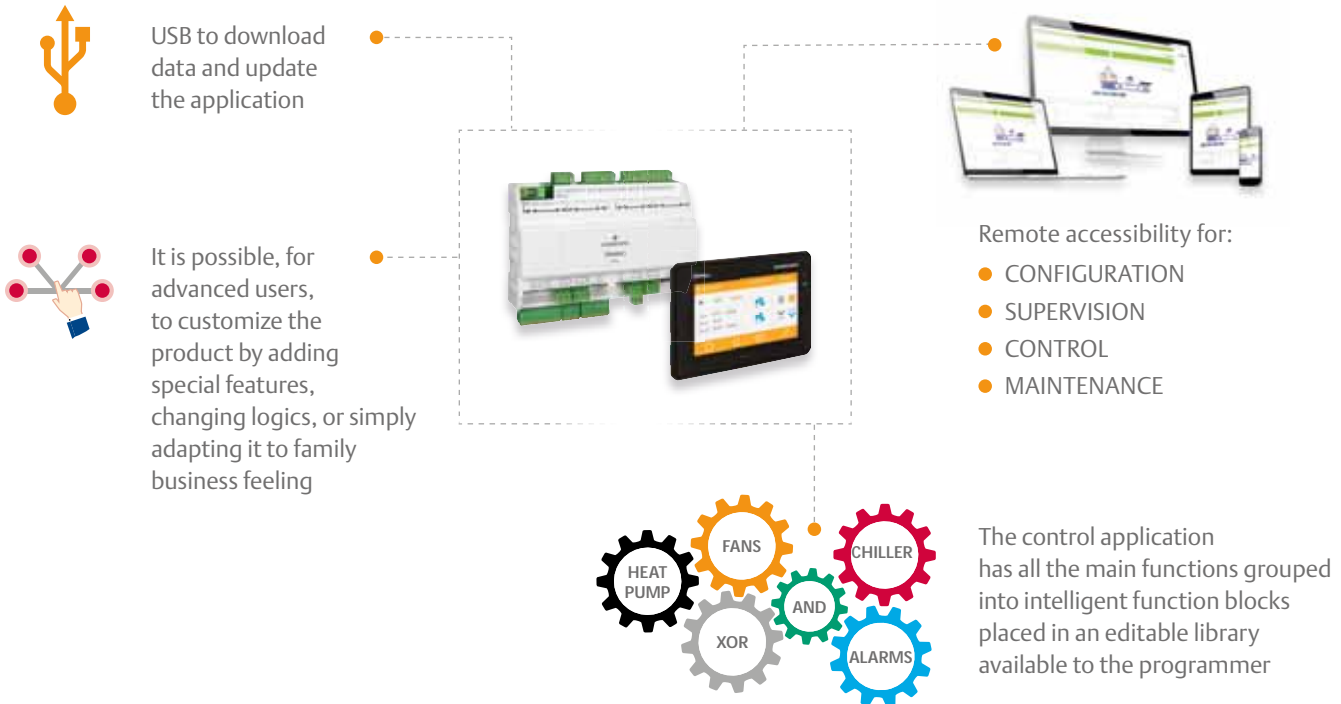 USB to download
data and update
the application
It is possible, for
advanced users,
to customize the
product by adding
special features,
changing logics, or simply
adapting it to family
business feeling
Remote accessibility for:
CONFIGURATION
SUPERVISION
CONTROL
MAINTENANCE
FANS
CHILLER
HEAT
PUMP
AND
XOR
ALARMS
The control application
has all the main functions grouped
into intelligent function blocks
placed in an editable library
available to the programmer